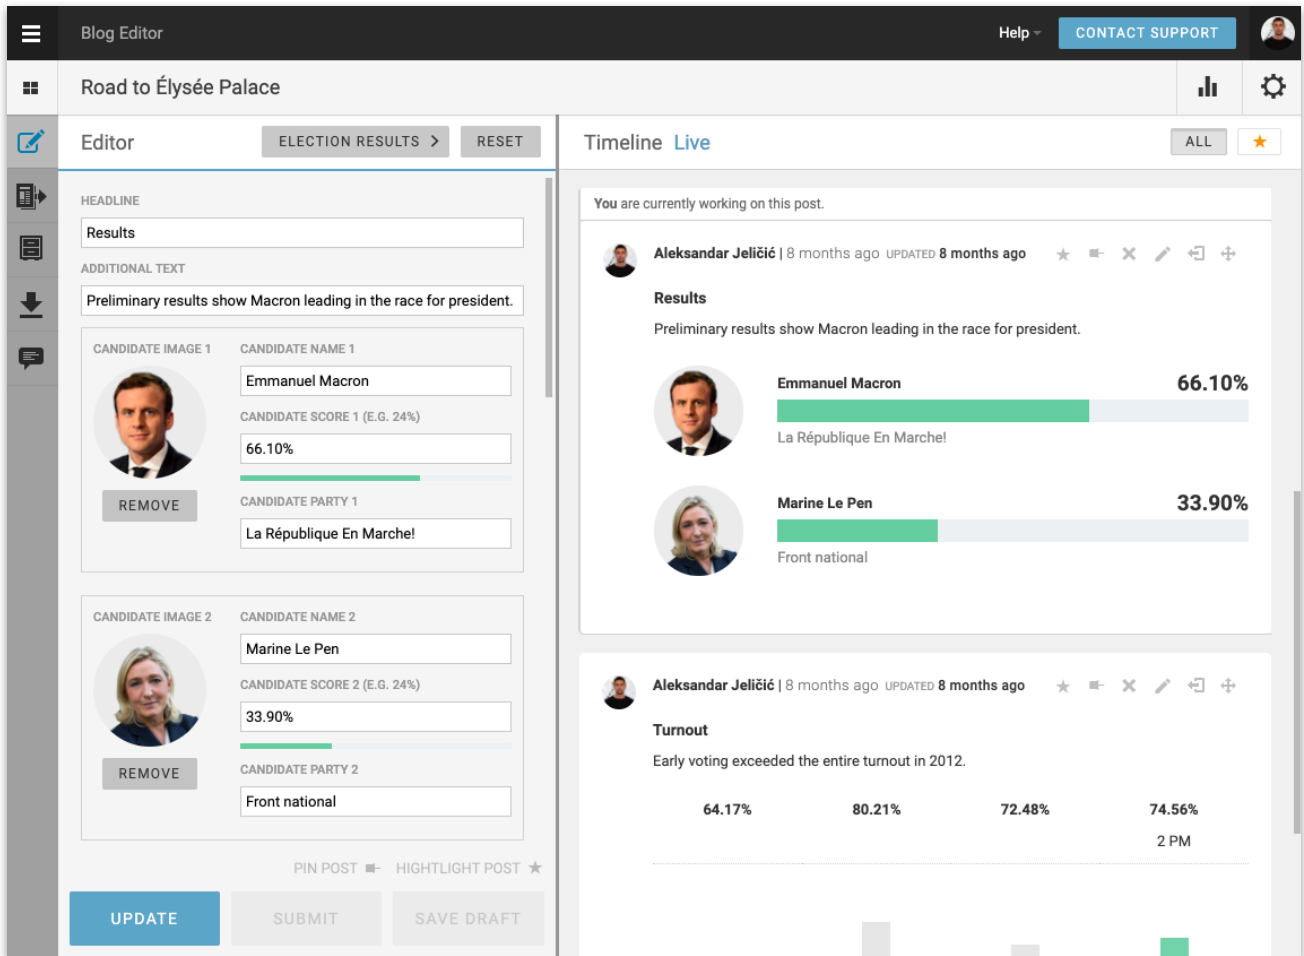 Blog Editor
Help
CONTACT SUPPORT
Road to Élysée Palace
Editor
ELECTION RESULTS
RESET
HEADLINE
Results
ADDITIONAL TEXT
Preliminary results show Macron leading in the race for president.
CANDIDATE IMAGE 1
CANDIDATE NAME 1
Emmanuel Macron
CANDIDATE SCORE 1 (E.G. 24%)
66.10%
REMOVE
CANDIDATE PARTY 1
La République En Marche!
CANDIDATE IMAGE 2
CANDIDATE NAME 2
Marine Le Pen
CANDIDATE SCORE 2 (E.G. 24%)
33.90%
REMOVE
CANDIDATE PARTY 2
Front national
PIN POST
HIGHTLIGHT POST
UPDATE
SUBMIT
SAVE DRAFT
Timeline Live
ALL
You are currently working on this post.
Aleksandar Jeličić | 8 months ago UPDATED 8 months ago
Results
Preliminary results show Macron leading in the race for president.
Emmanuel Macron 66.10%
La République En Marche!
Marine Le Pen 33.90%
Front national
Aleksandar Jeličić | 8 months ago UPDATED 8 months ago
Turnout
Early voting exceeded the entire turnout in 2012.
64.17% 80.21% 72.48% 74.56%
2 PM